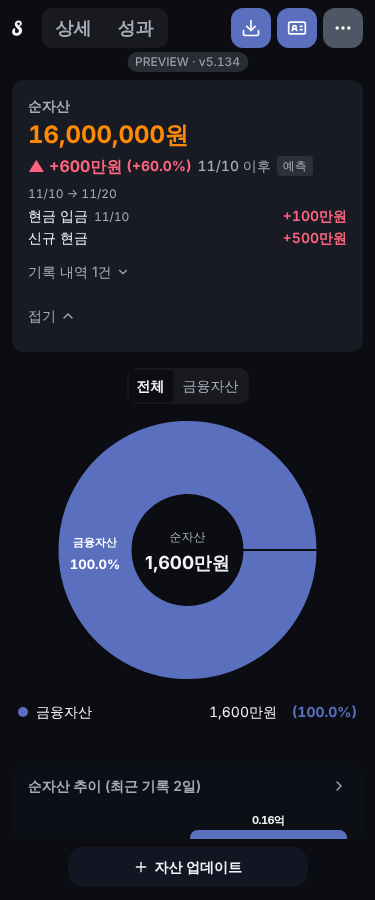 상세 성과
PREVIEW · v5.134
순자산
16,000,000원
▲ +600만원 (+60.0%) 11/10 이후 예측
11/10 → 11/20
현금 입금 11/10 +100만원
신규 현금 +500만원
기록 내역 1건
접기
전체 금융자산
금융자산
100.0%
순자산
1,600만원
금융자산 1,600만원 (100.0%)
순자산 추이 (최근 기록 2일)
0.16억
+ 자산 업데이트